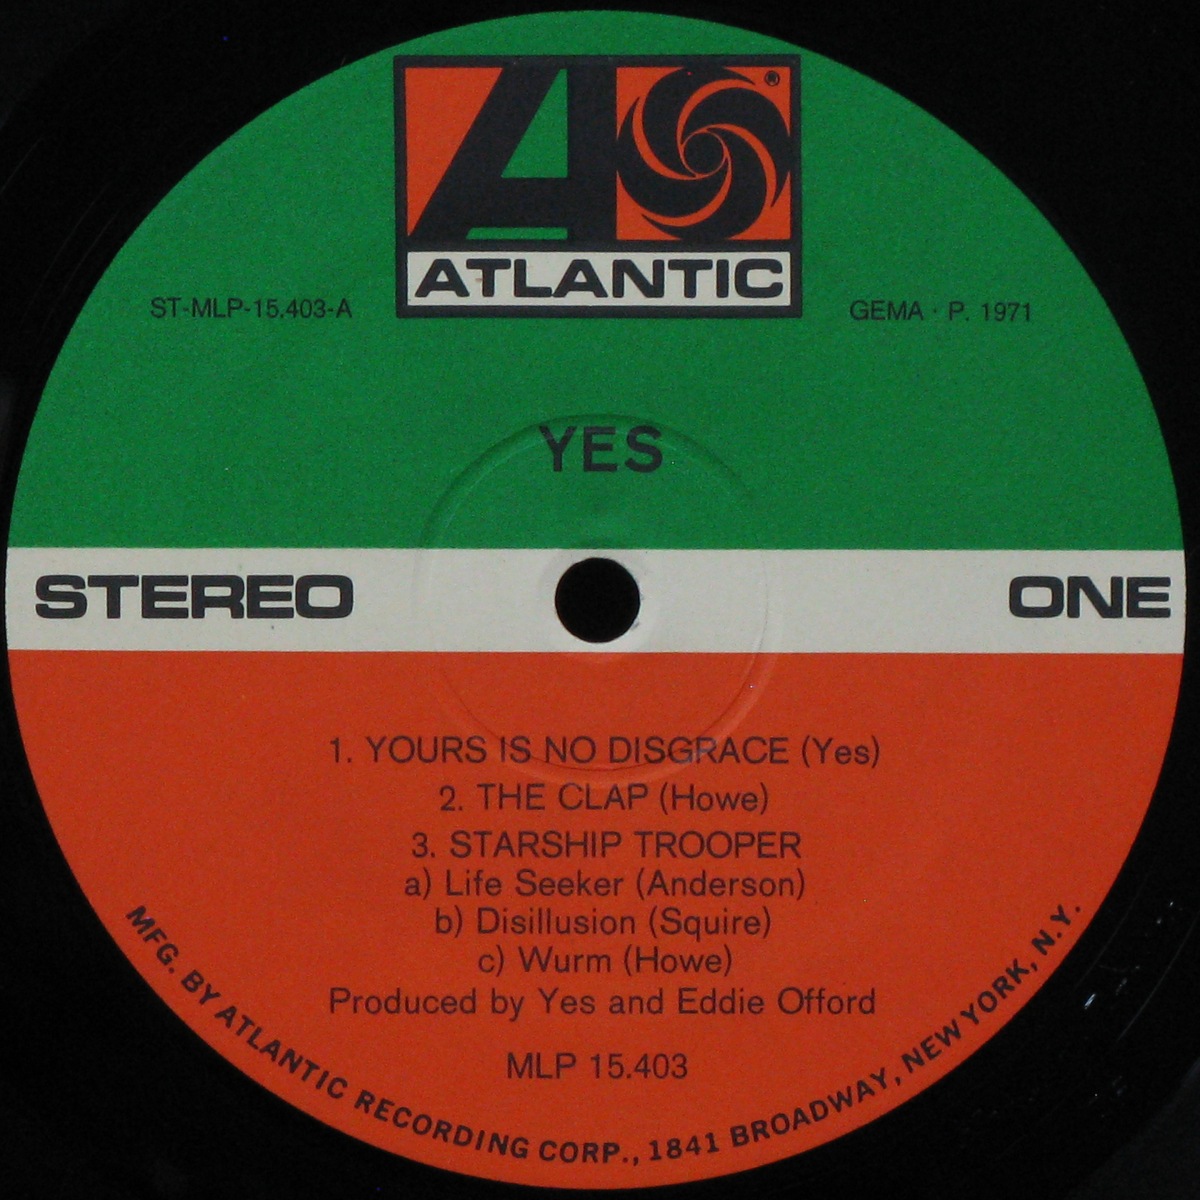 ®
ATLANTIC
ST-MLP-15.403-A
GEMA · P. 1971
YES
STEREO
ONE
1. YOURS IS NO DISGRACE (Yes)
2. THE CLAP (Howe)
3. STARSHIP TROOPER
a) Life Seeker (Anderson)
b) Disillusion (Squire)
c) Wurm (Howe)
Produced by Yes and Eddie Offord
MLP 15.403
MFG. BY ATLANTIC RECORDING CORP., 1841 BROADWAY, NEW YORK, N.Y.